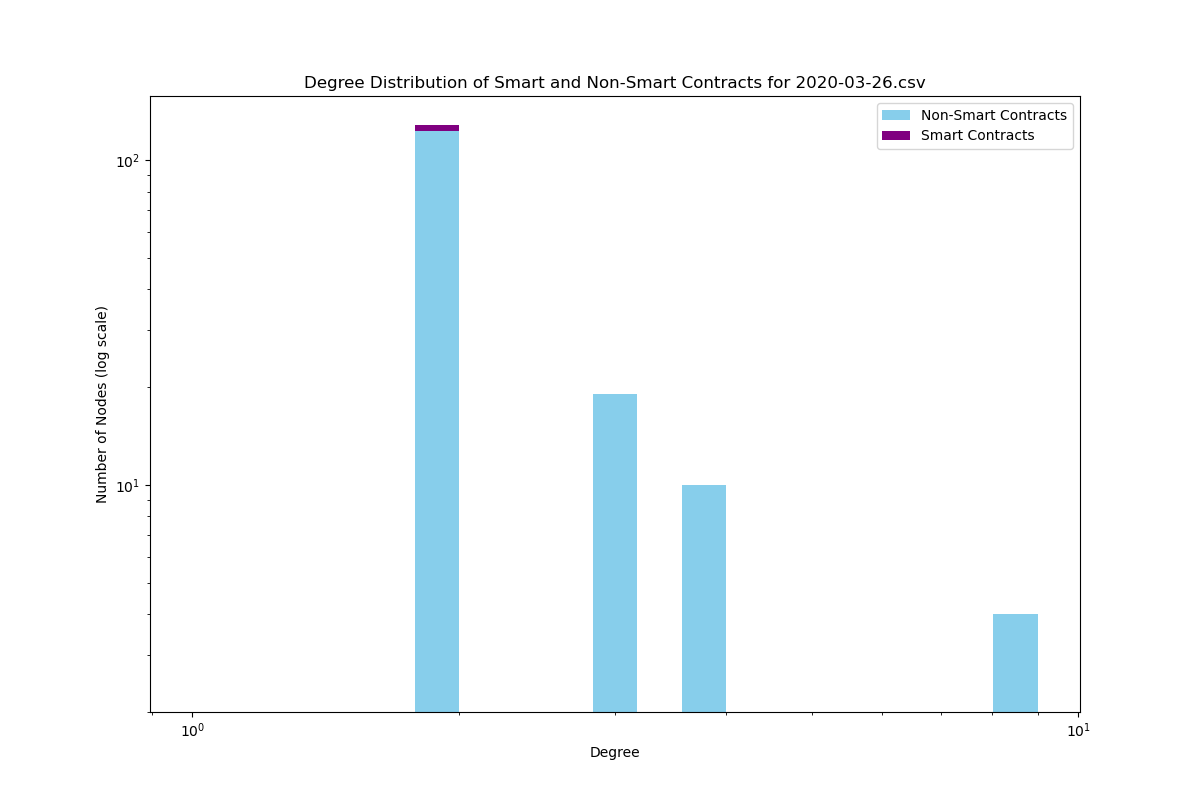 Degree Distribution of Smart and Non-Smart Contracts for 2020-03-26.csv
Non-Smart Contracts
Smart Contracts
10²
10¹
Number of Nodes (log scale)
10⁰
10¹
Degree